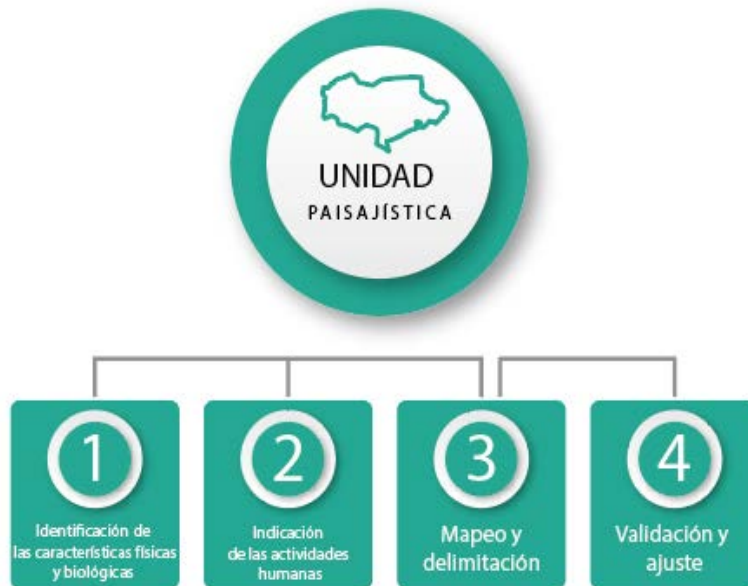 UNIDAD
PAISAJÍSTICA
1
Identificación de
las características físicas
y biológicas
2
Indicación
de las actividades
humanas
3
Mapeo y
delimitación
4
Validación y
ajuste